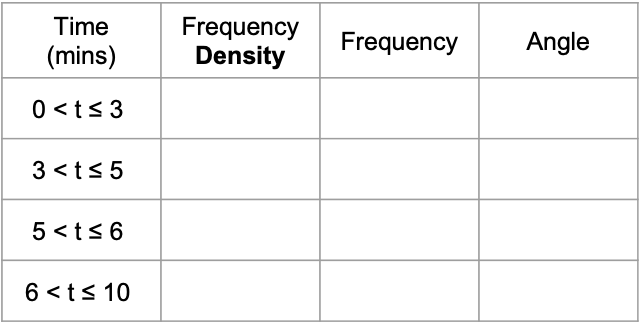 Time
(mins)
Frequency
Density
Frequency
Angle
0 < t ≤ 3
3 < t ≤ 5
5 < t ≤ 6
6 < t ≤ 10